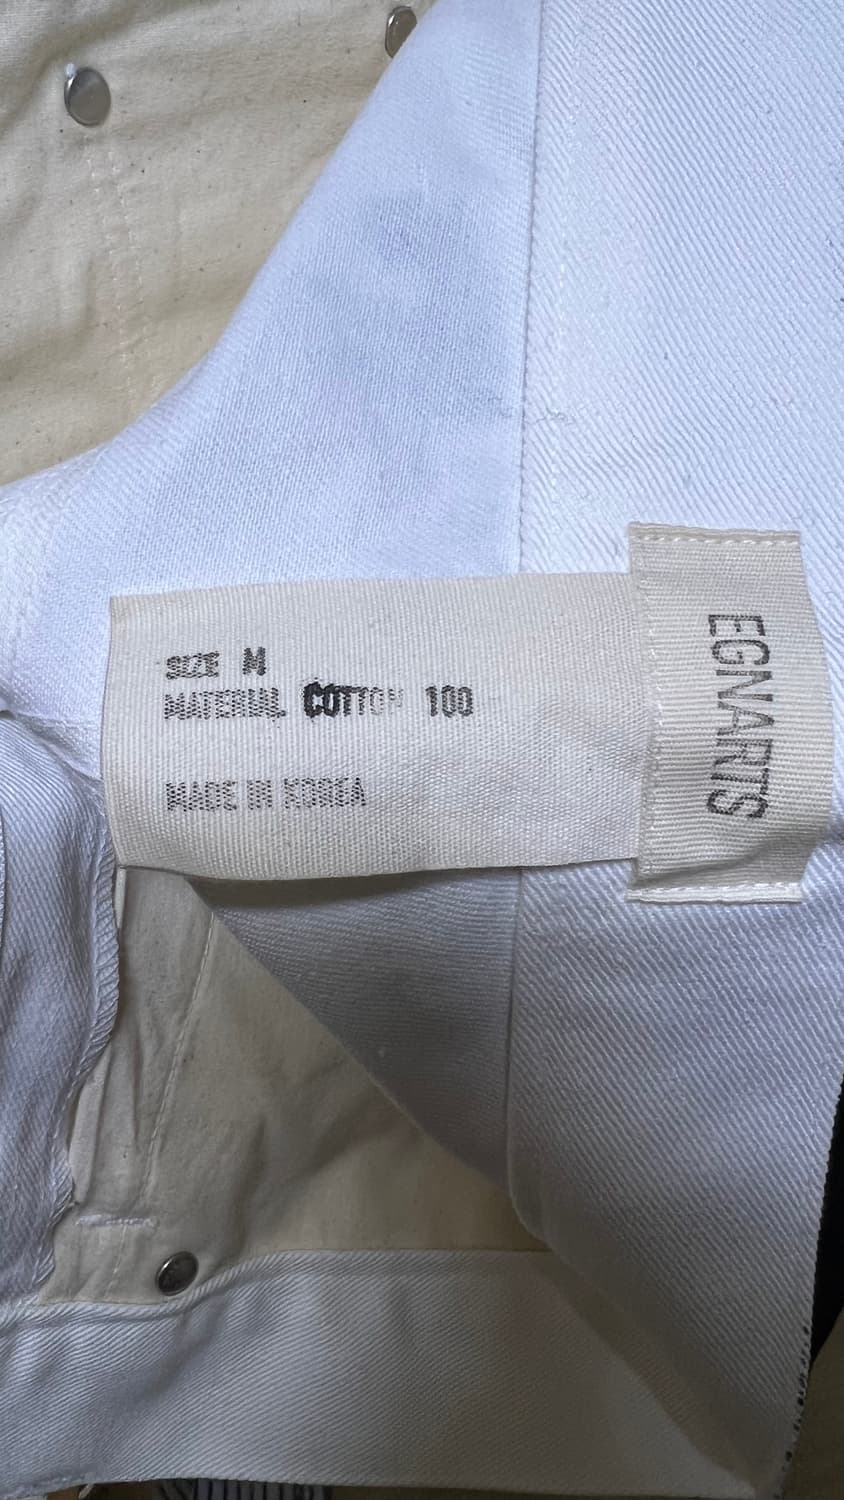 SIZE M
MATERIAL COTTON 100
MADE IN KOREA
EGNARTS